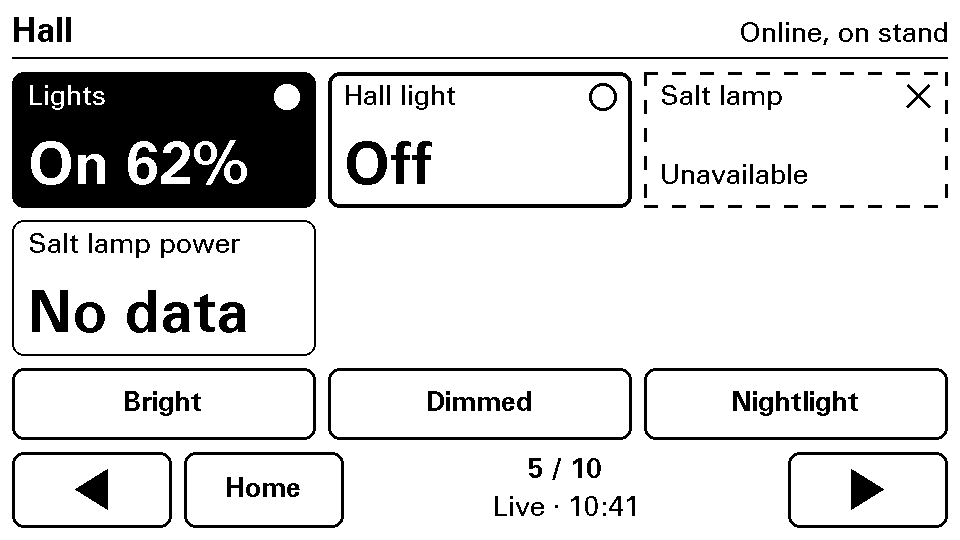 Hall
Online, on stand
Lights
On 62%
Hall light
Off
Salt lamp
Unavailable
Salt lamp power
No data
Bright
Dimmed
Nightlight
Home
5 / 10
Live · 10:41